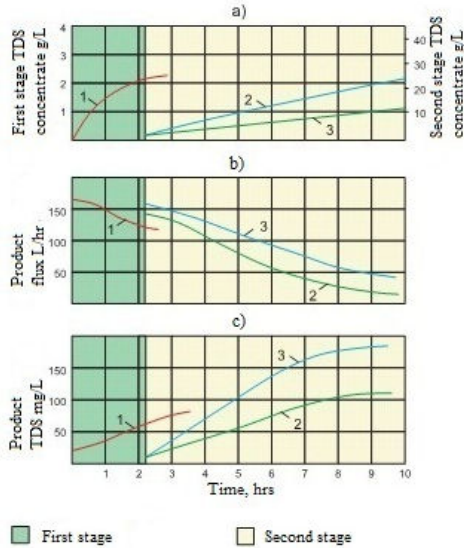 a)
First stage TDS
concentrate g/L
4
3
2
1
1
2
3
40
30
20
10
Second stage TDS
concentrate g/L
b)
Product
flux L/hr
150
100
50
1
3
2
c)
Product
TDS mg/L
150
100
50
1
3
2
1 2 3 4 5 6 7 8 9 10
Time, hrs
First stage
Second stage